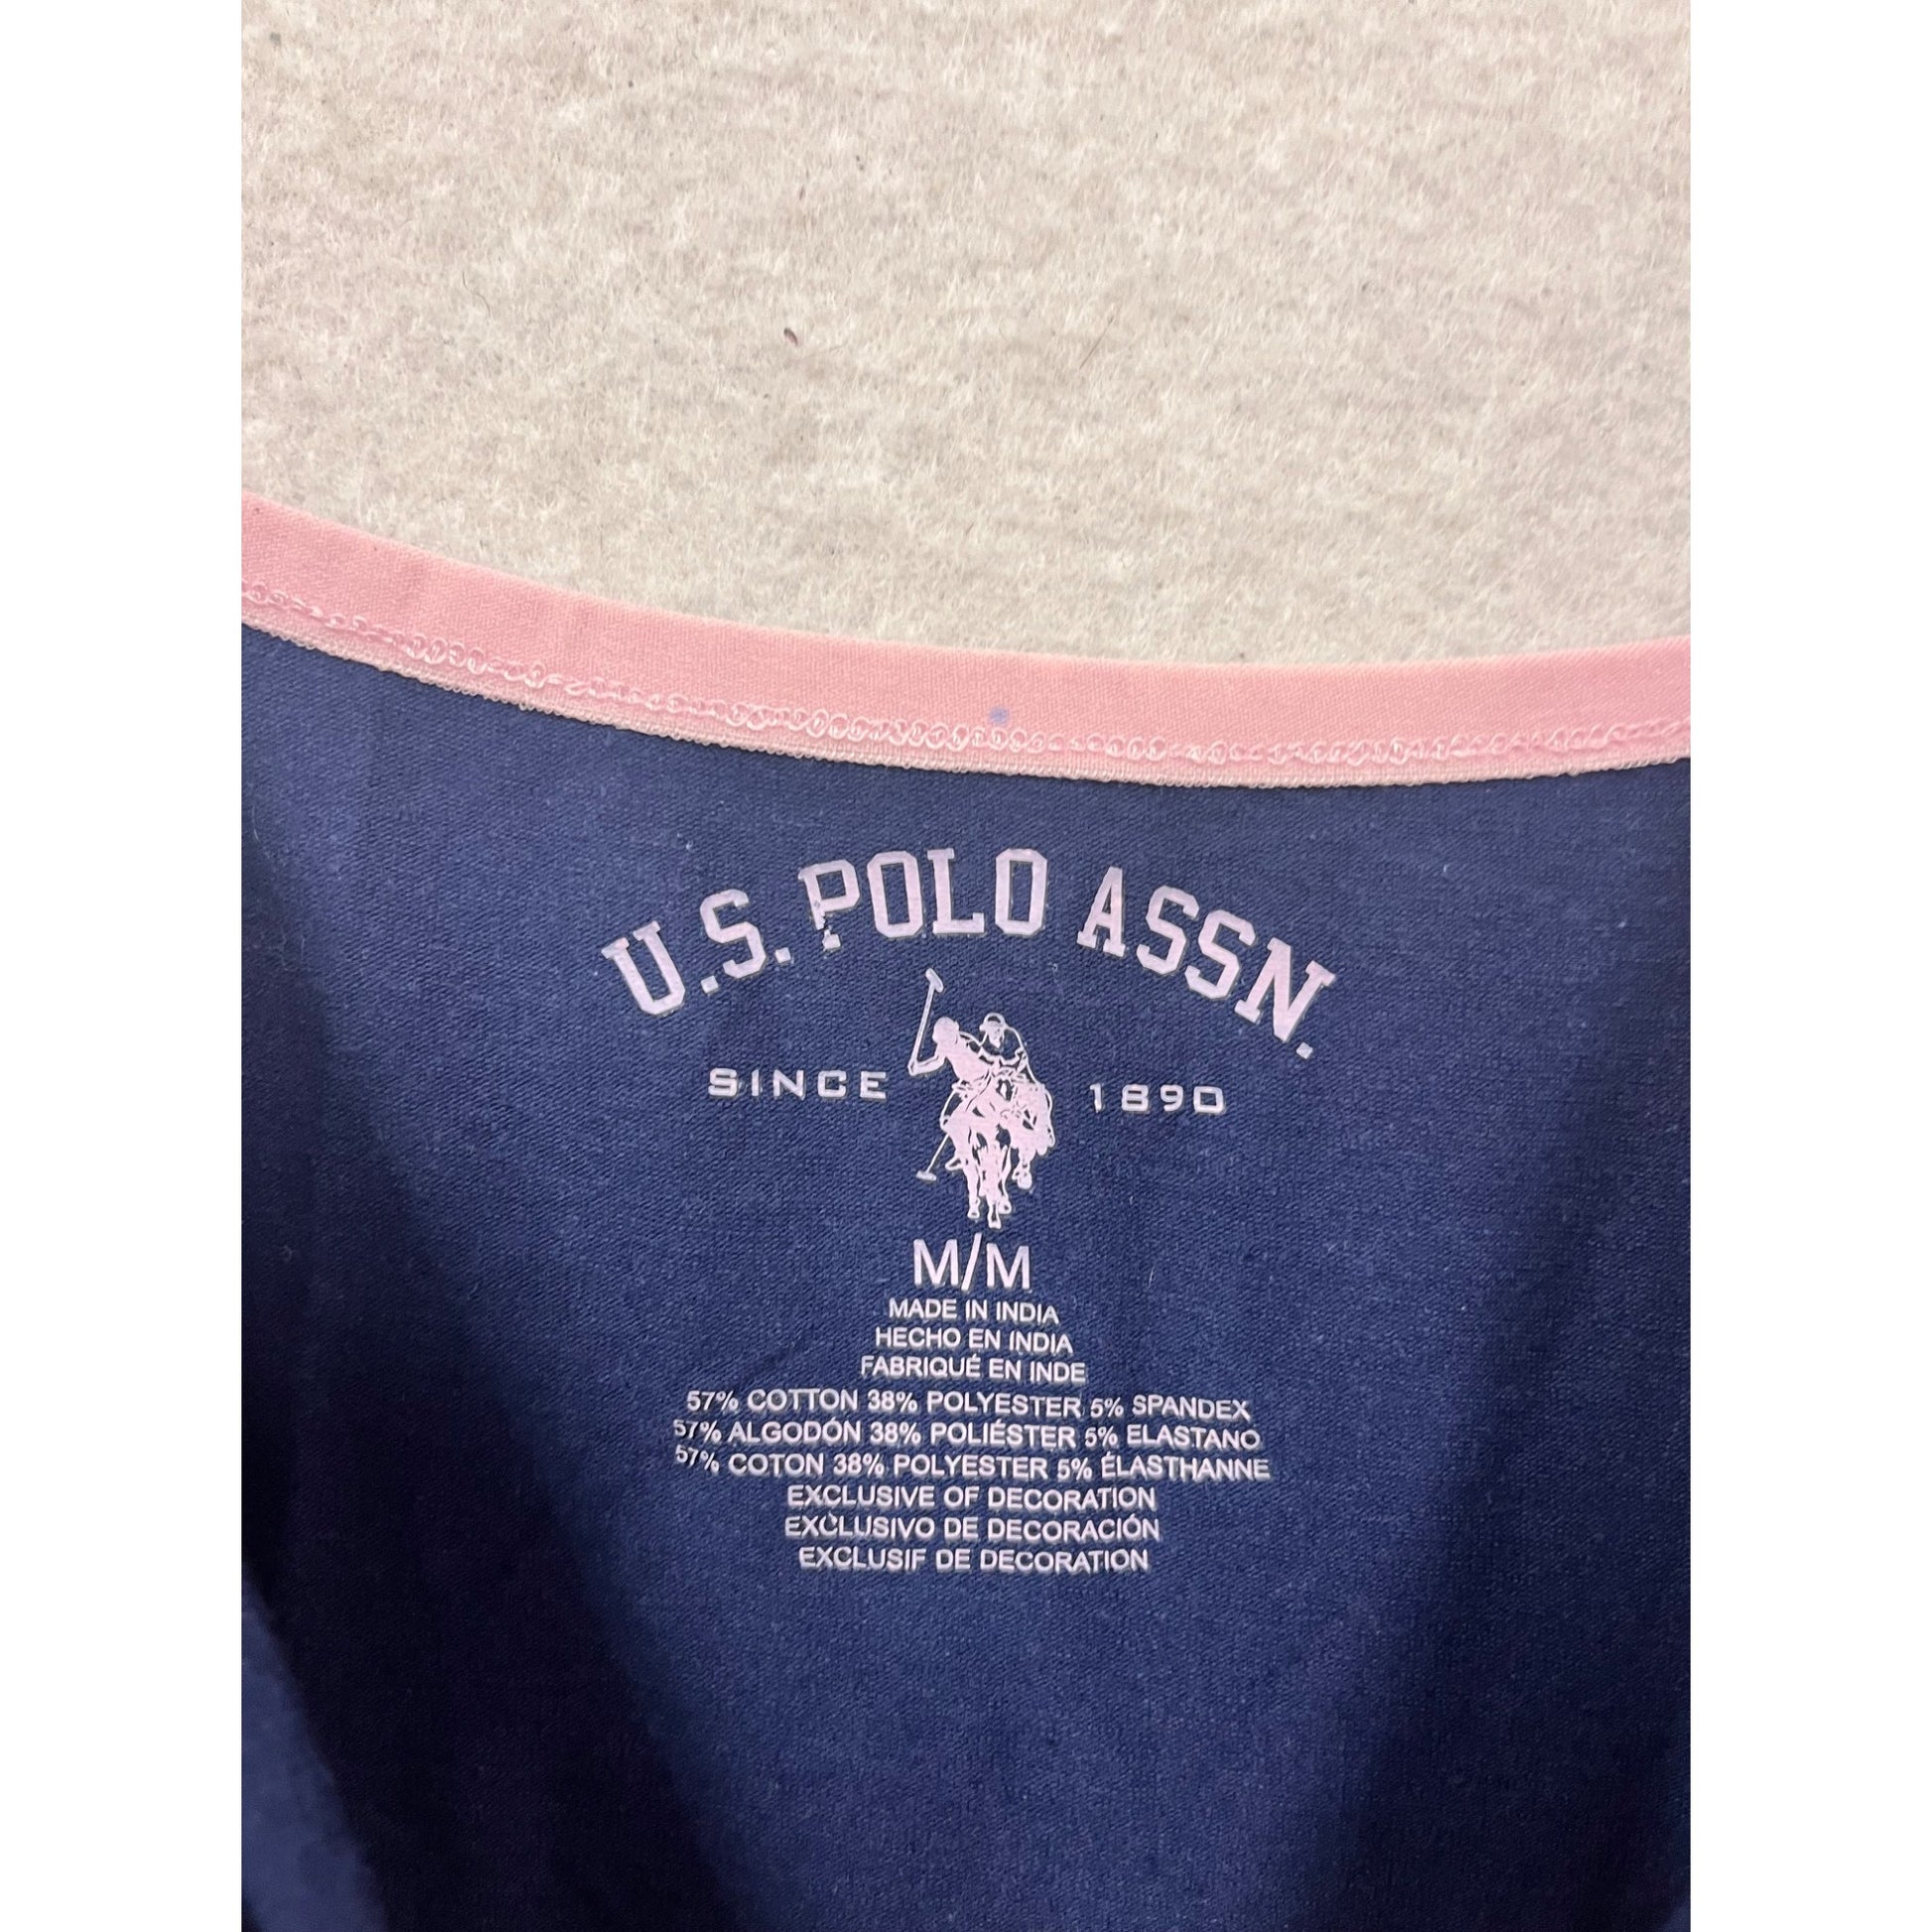 U.S. POLO ASSN.
SINCE 1890
M/M
MADE IN INDIA
HECHO EN INDIA
FABRIQUÉ EN INDE
57% COTTON 38% POLYESTER 5% SPANDEX
57% ALGODÓN 38% POLIÉSTER 5% ELASTANO
57% COTON 38% POLYESTER 5% ÉLASTHANNE
EXCLUSIVE OF DECORATION
EXCLUSIVO DE DECORACIÓN
EXCLUSIF DE DECORATION